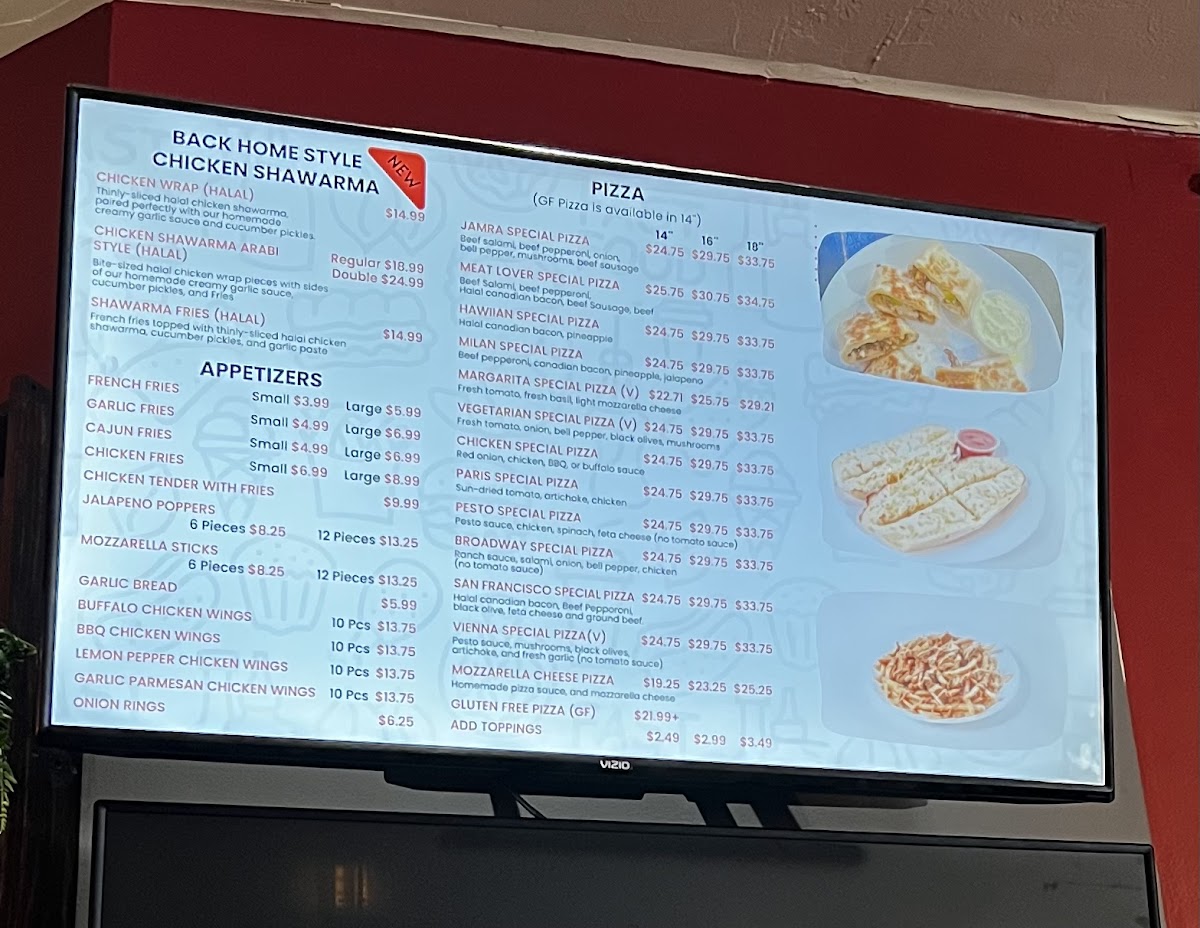 BACK HOME STYLE
CHICKEN SHAWARMA
NEW
CHICKEN WRAP (HALAL)
Thinly-sliced halal chicken shawarma,
paired perfectly with our homemade
creamy garlic sauce and cucumber pickles.
$14.99
CHICKEN SHAWARMA ARABI
STYLE (HALAL)
Regular $18.99
Double $24.99
Bite-sized halal chicken wrap pieces with sides
of our homemade creamy garlic sauce,
cucumber pickles, and fries
SHAWARMA FRIES (HALAL)
French fries topped with thinly-sliced halal chicken
shawarma, cucumber pickles, and garlic paste
$14.99
APPETIZERS
FRENCH FRIES Small $3.99 Large $5.99
GARLIC FRIES Small $4.99 Large $6.99
CAJUN FRIES Small $4.99 Large $6.99
CHICKEN FRIES Small $6.99 Large $8.99
CHICKEN TENDER WITH FRIES $9.99
JALAPENO POPPERS
6 Pieces $8.25 12 Pieces $13.25
MOZZARELLA STICKS
6 Pieces $8.25 12 Pieces $13.25
GARLIC BREAD $5.99
BUFFALO CHICKEN WINGS 10 Pcs $13.75
BBQ CHICKEN WINGS 10 Pcs $13.75
LEMON PEPPER CHICKEN WINGS 10 Pcs $13.75
GARLIC PARMESAN CHICKEN WINGS 10 Pcs $13.75
ONION RINGS $6.25
PIZZA
(GF Pizza is available in 14")
14" 16" 18"
JAMRA SPECIAL PIZZA $24.75 $29.75 $33.75
Beef salami, beef pepperoni, onion,
bell pepper, mushrooms, beef sausage
MEAT LOVER SPECIAL PIZZA $25.75 $30.75 $34.75
Beef Salami, beef pepperoni,
Halal canadian bacon, beef Sausage, beef
HAWIIAN SPECIAL PIZZA $24.75 $29.75 $33.75
Halal canadian bacon, pineapple
MILAN SPECIAL PIZZA $24.75 $29.75 $33.75
Beef pepperoni, canadian bacon, pineapple, jalapeno
MARGARITA SPECIAL PIZZA (V) $22.71 $25.75 $29.21
Fresh tomato, fresh basil, light mozzarella cheese
VEGETARIAN SPECIAL PIZZA (V) $24.75 $29.75 $33.75
Fresh tomato, onion, bell pepper, black olives, mushrooms
CHICKEN SPECIAL PIZZA $24.75 $29.75 $33.75
Red onion, chicken, BBQ, or buffalo sauce
PARIS SPECIAL PIZZA $24.75 $29.75 $33.75
Sun-dried tomato, artichoke, chicken
PESTO SPECIAL PIZZA $24.75 $29.75 $33.75
Pesto sauce, chicken, spinach, feta cheese (no tomato sauce)
BROADWAY SPECIAL PIZZA $24.75 $29.75 $33.75
Ranch sauce, salami, onion, bell pepper, chicken
(no tomato sauce)
SAN FRANCISCO SPECIAL PIZZA $24.75 $29.75 $33.75
Halal canadian bacon, Beef Pepporoni,
black olive, feta cheese and ground beef.
VIENNA SPECIAL PIZZA(V) $24.75 $29.75 $33.75
Pesto sauce, mushrooms, black olives,
artichoke, and fresh garlic (no tomato sauce)
MOZZARELLA CHEESE PIZZA $19.25 $23.25 $25.25
Homemade pizza sauce, and mozzarella cheese
GLUTEN FREE PIZZA (GF) $21.99+
ADD TOPPINGS $2.49 $2.99 $3.49
VIZIO